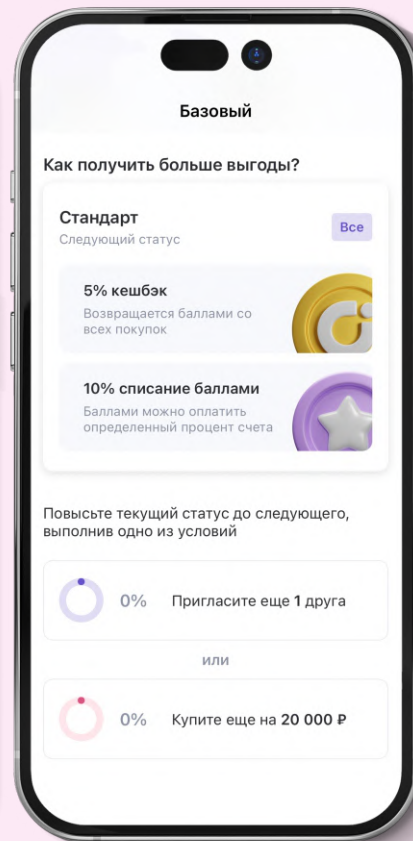 Базовый
Как получить больше выгоды?
Стандарт
Все
Следующий статус
5% кешбэк
Возвращается баллами со
всех покупок
10% списание баллами
Баллами можно оплатить
определенный процент счета
Повысьте текущий статус до следующего,
выполнив одно из условий
0% Пригласите еще 1 друга
или
0% Купите еще на 20 000 ₽